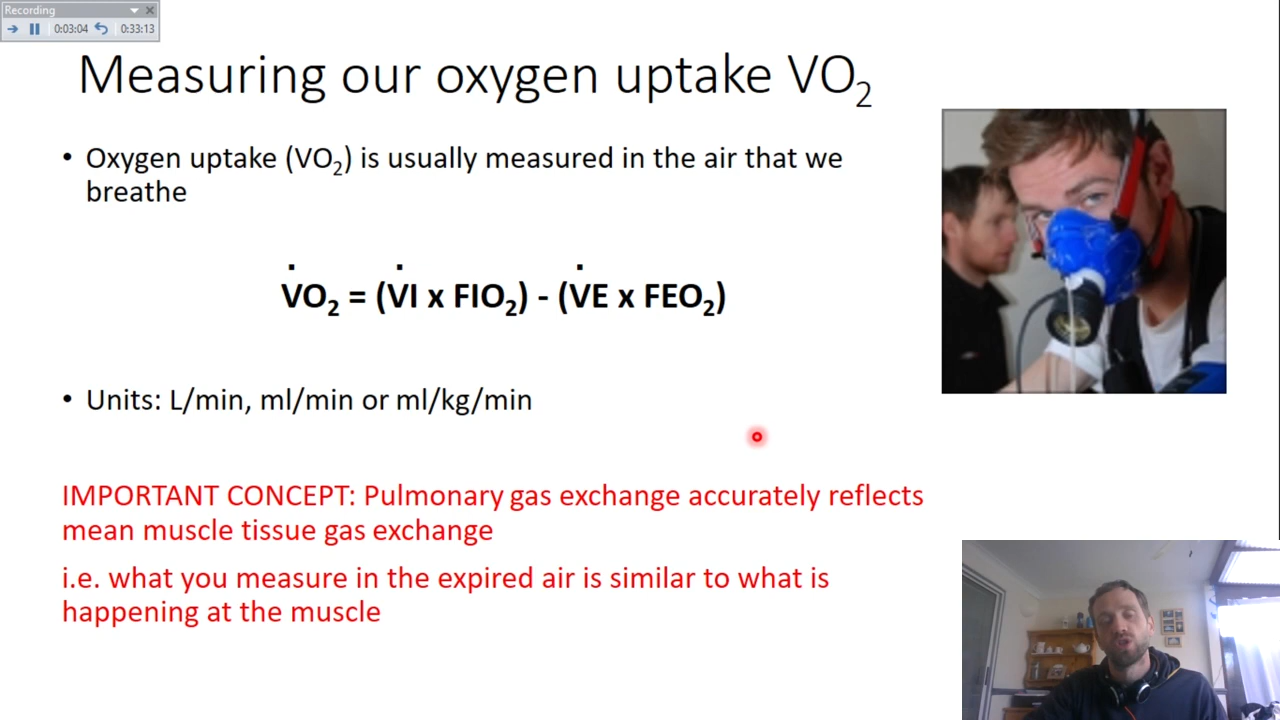 Recording
0:03:04 0:33:13
Measuring our oxygen uptake VO₂
• Oxygen uptake (VO₂) is usually measured in the air that we
breathe
V̇O₂ = (V̇I x FIO₂) - (V̇E x FEO₂)
• Units: L/min, ml/min or ml/kg/min
IMPORTANT CONCEPT: Pulmonary gas exchange accurately reflects
mean muscle tissue gas exchange
i.e. what you measure in the expired air is similar to what is
happening at the muscle